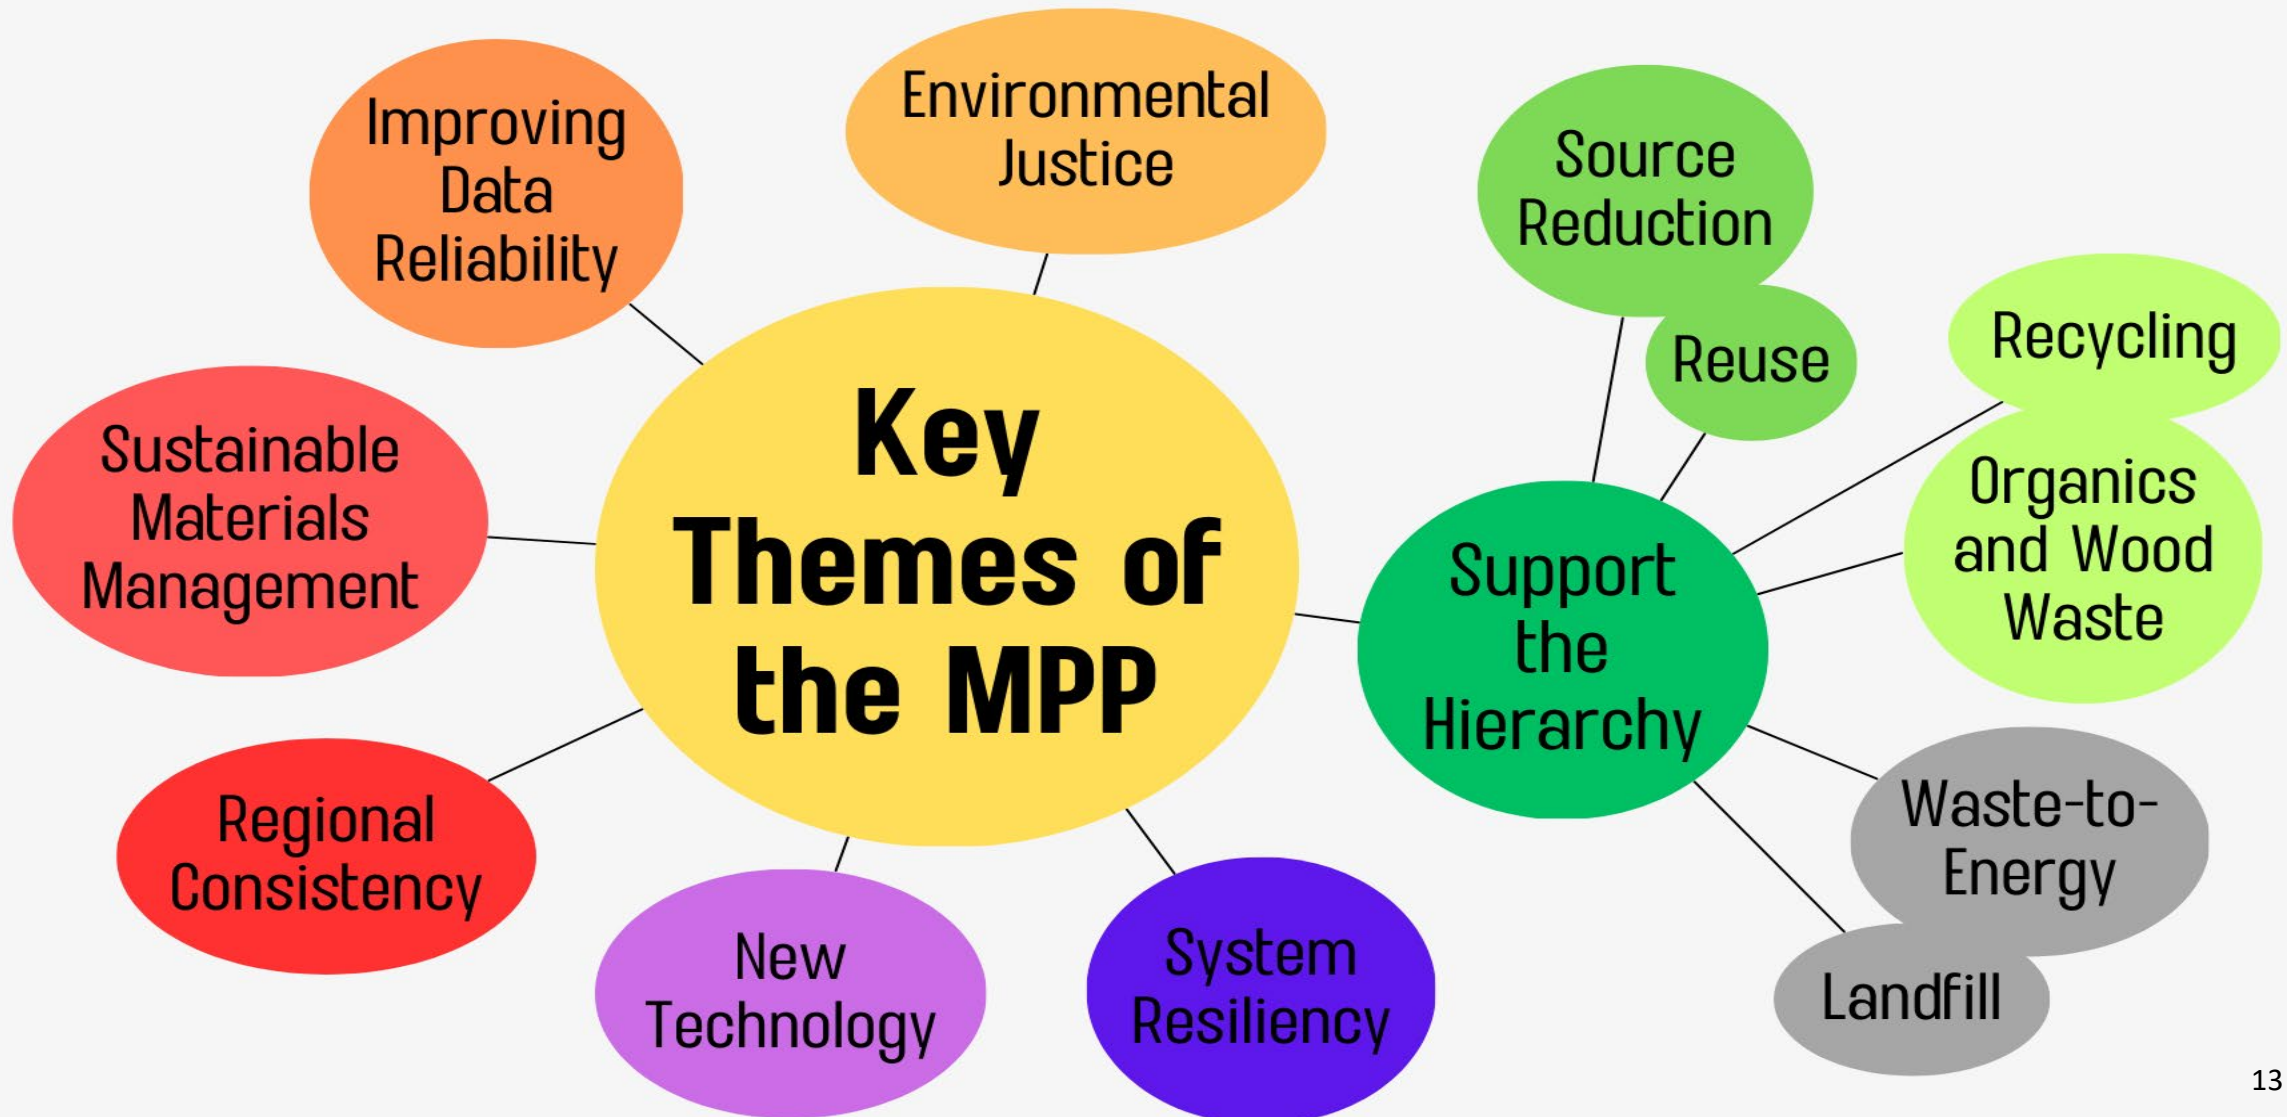 Improving
Data
Reliability
Environmental
Justice
Source
Reduction
Reuse
Recycling
Organics
and Wood
Waste
Sustainable
Materials
Management
Key
Themes of
the MPP
Support
the
Hierarchy
Waste-to-
Energy
Landfill
Regional
Consistency
New
Technology
System
Resiliency
13